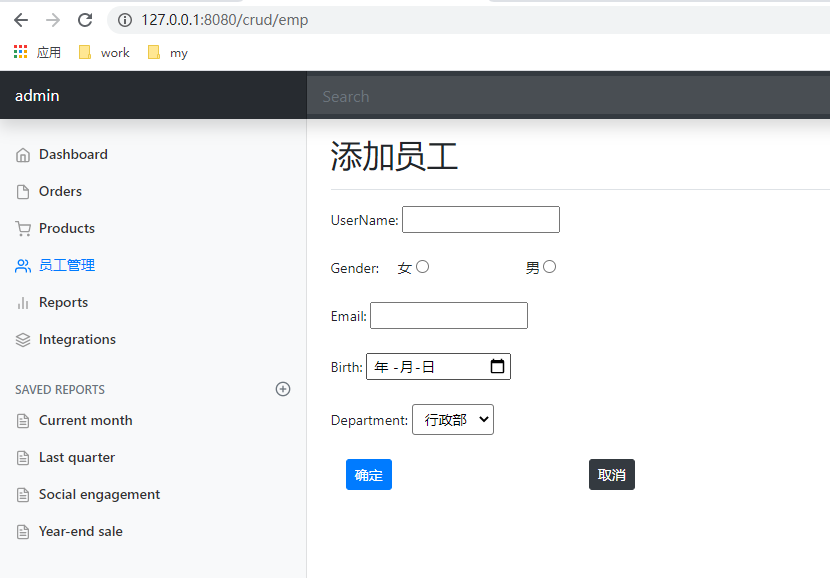 127.0.0.1:8080/crud/emp
应用 work my
admin
Search
Dashboard
Orders
Products
员工管理
Reports
Integrations
SAVED REPORTS
Current month
Last quarter
Social engagement
Year-end sale
添加员工
UserName:
Gender: 女 男
Email:
Birth: 年 -月-日
Department: 行政部
确定 取消